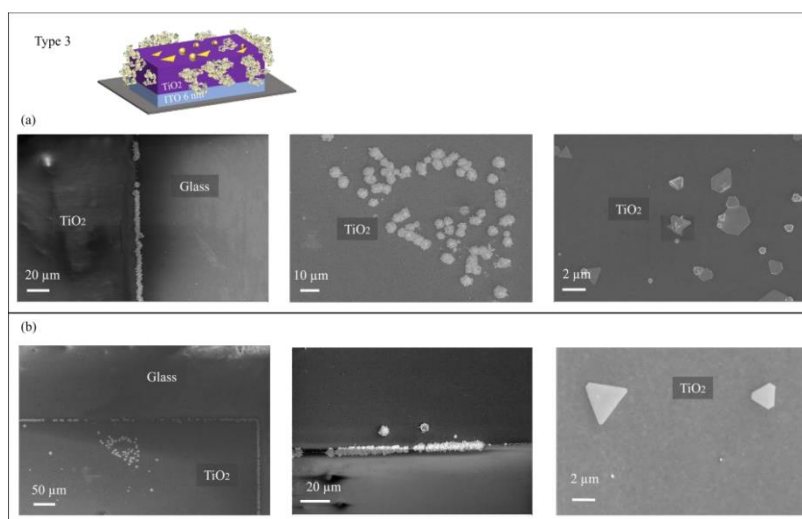 Type 3
TiO₂
ITO 6 nm
(a)
Glass
TiO₂
20 µm
TiO₂
10 µm
TiO₂
2 µm
(b)
Glass
TiO₂
50 µm
20 µm
TiO₂
2 µm